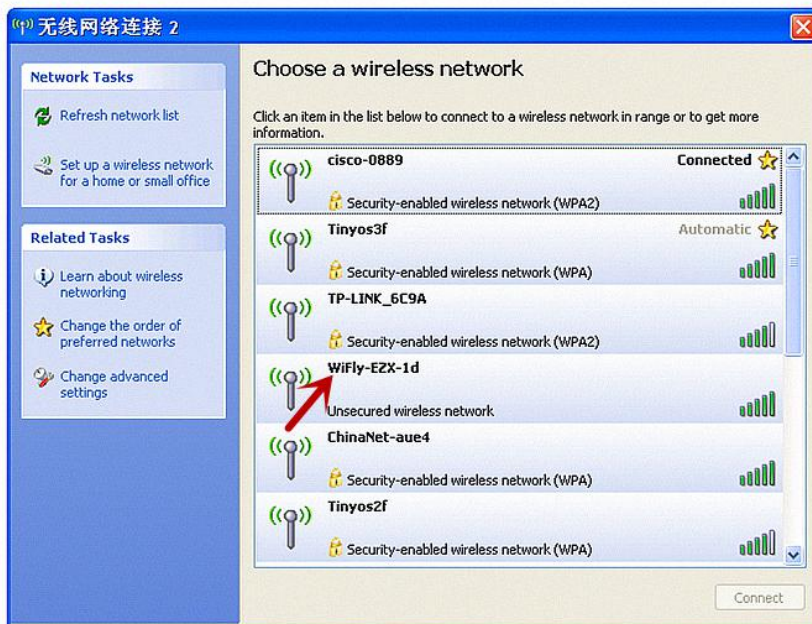 无线网络连接 2
Network Tasks
Refresh network list
Set up a wireless network
for a home or small office
Related Tasks
Learn about wireless
networking
Change the order of
preferred networks
Change advanced
settings
Choose a wireless network
Click an item in the list below to connect to a wireless network in range or to get more
information.
cisco-0889
Connected
Security-enabled wireless network (WPA2)
Tinyos3f
Automatic
Security-enabled wireless network (WPA)
TP-LINK_6C9A
Security-enabled wireless network (WPA2)
WiFly-EZX-1d
Unsecured wireless network
ChinaNet-aue4
Security-enabled wireless network (WPA)
Tinyos2f
Security-enabled wireless network (WPA)
Connect